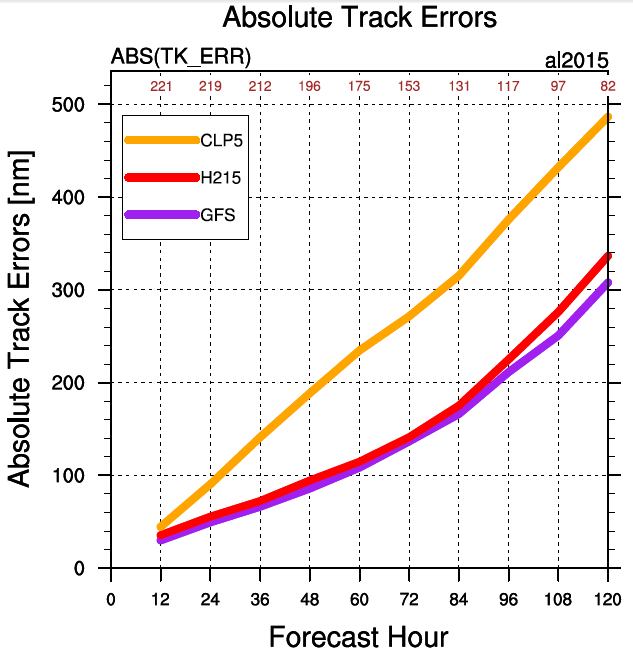 Absolute Track Errors
ABS(TK_ERR) al2015
221 219 212 196 175 153 131 117 97 82
500
CLP5
400
H215
GFS
300
200
100
0
Absolute Track Errors [nm]
0 12 24 36 48 60 72 84 96 108 120
Forecast Hour